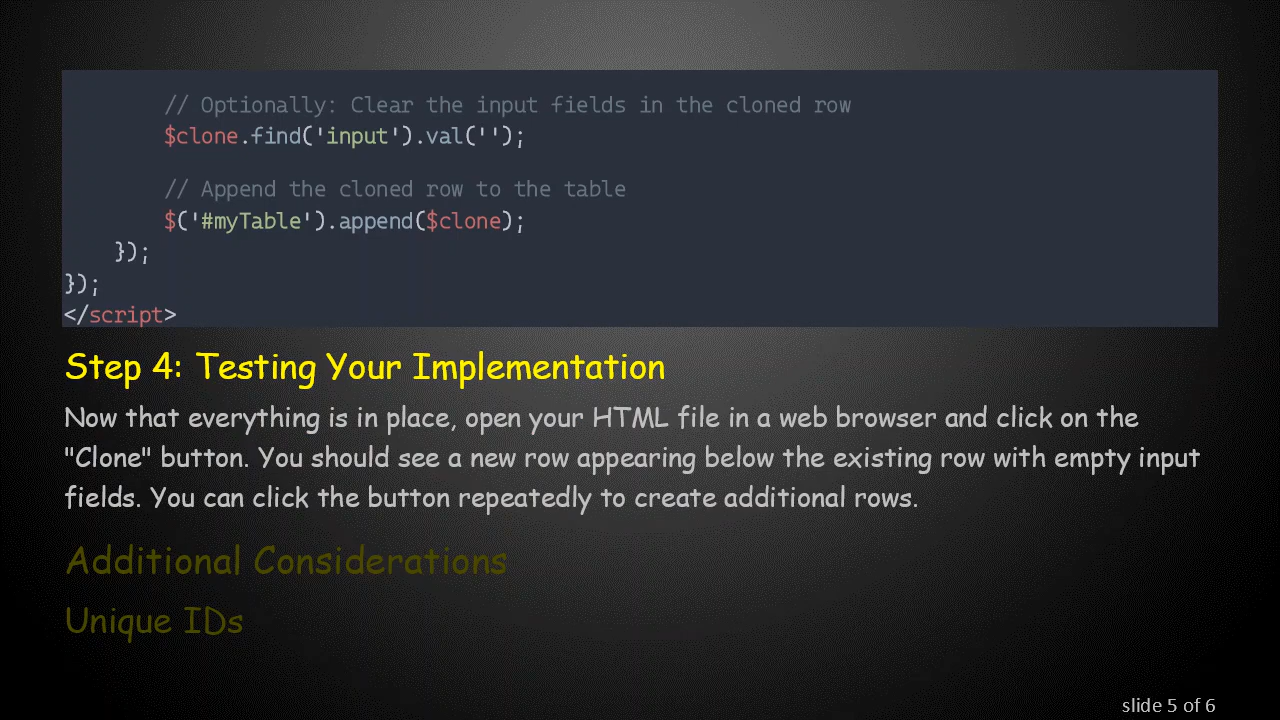 // Optionally: Clear the input fields in the cloned row
$clone.find('input').val('');
// Append the cloned row to the table
$('#myTable').append($clone);
});
});
</script>
Step 4: Testing Your Implementation
Now that everything is in place, open your HTML file in a web browser and click on the
"Clone" button. You should see a new row appearing below the existing row with empty input
fields. You can click the button repeatedly to create additional rows.
Additional Considerations
Unique IDs
slide 5 of 6